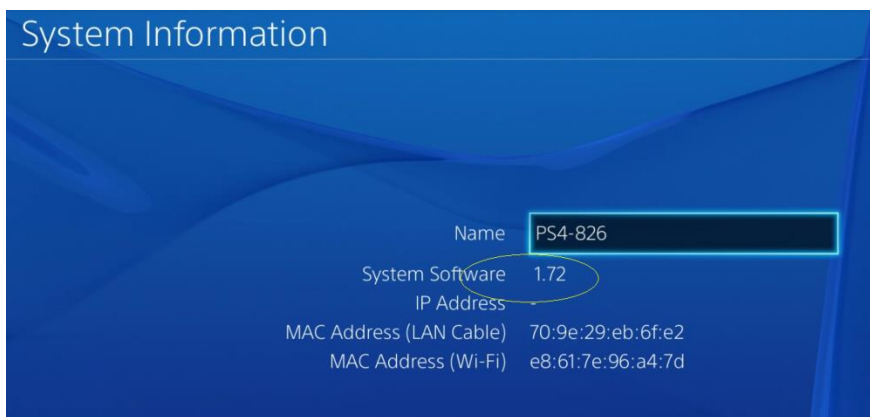 System Information
Name PS4-826
System Software 1.72
IP Address -
MAC Address (LAN Cable) 70:9e:29:eb:6f:e2
MAC Address (Wi-Fi) e8:61:7e:96:a4:7d